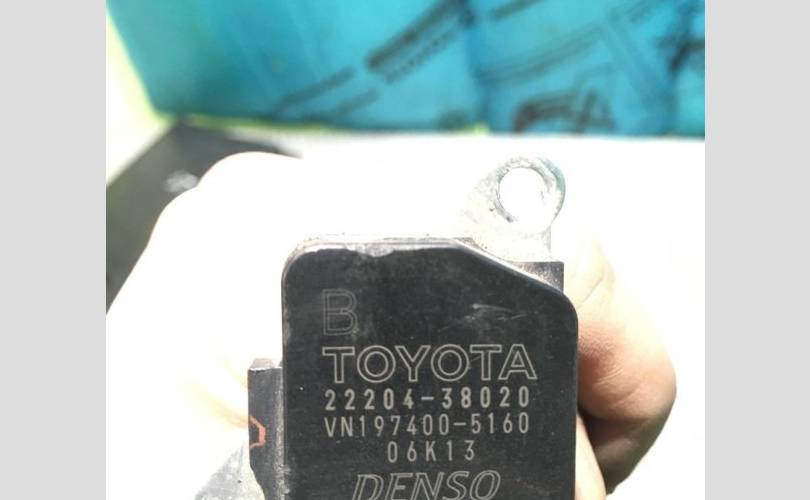 B
TOYOTA
22204-38020
VN197400-5160
06K13
DENSO